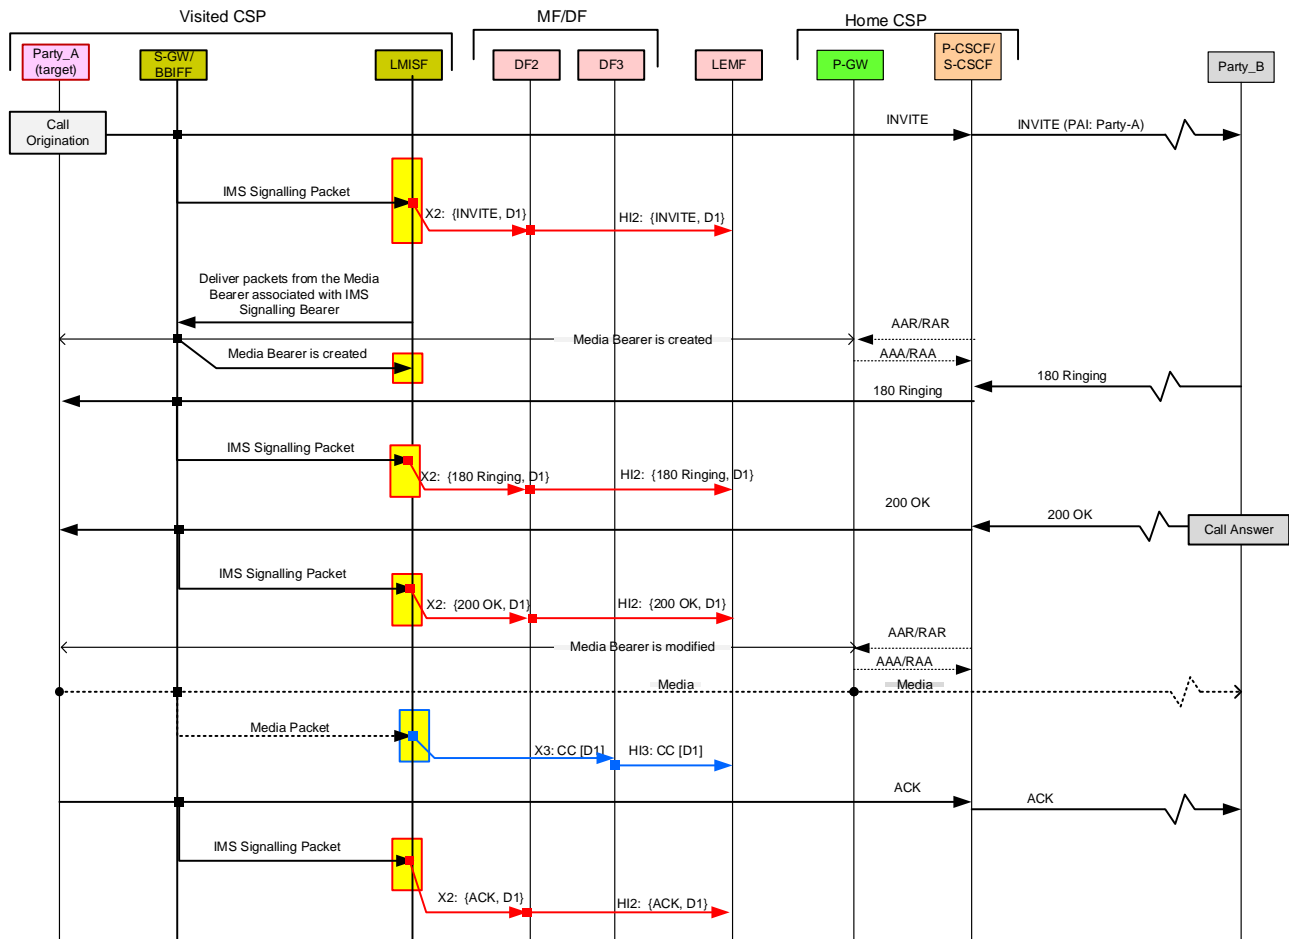 Visited CSP
MF/DF
Home CSP
Party_A
(target)
S-GW/
BBIFF
LMISF
DF2
DF3
LEMF
P-GW
P-CSCF/
S-CSCF
Party_B
Call
Origination
INVITE
INVITE (PAI: Party-A)
IMS Signalling Packet
X2: {INVITE, D1}
HI2: {INVITE, D1}
Deliver packets from the Media
Bearer associated with IMS
Signalling Bearer
AAR/RAR
Media Bearer is created
Media Bearer is created
AAA/RAA
180 Ringing
180 Ringing
IMS Signalling Packet
X2: {180 Ringing, D1}
HI2: {180 Ringing, D1}
200 OK
200 OK
Call Answer
IMS Signalling Packet
X2: {200 OK, D1}
HI2: {200 OK, D1}
AAR/RAR
Media Bearer is modified
AAA/RAA
Media
Media
Media Packet
X3: CC [D1]
HI3: CC [D1]
ACK
ACK
IMS Signalling Packet
X2: {ACK, D1}
HI2: {ACK, D1}